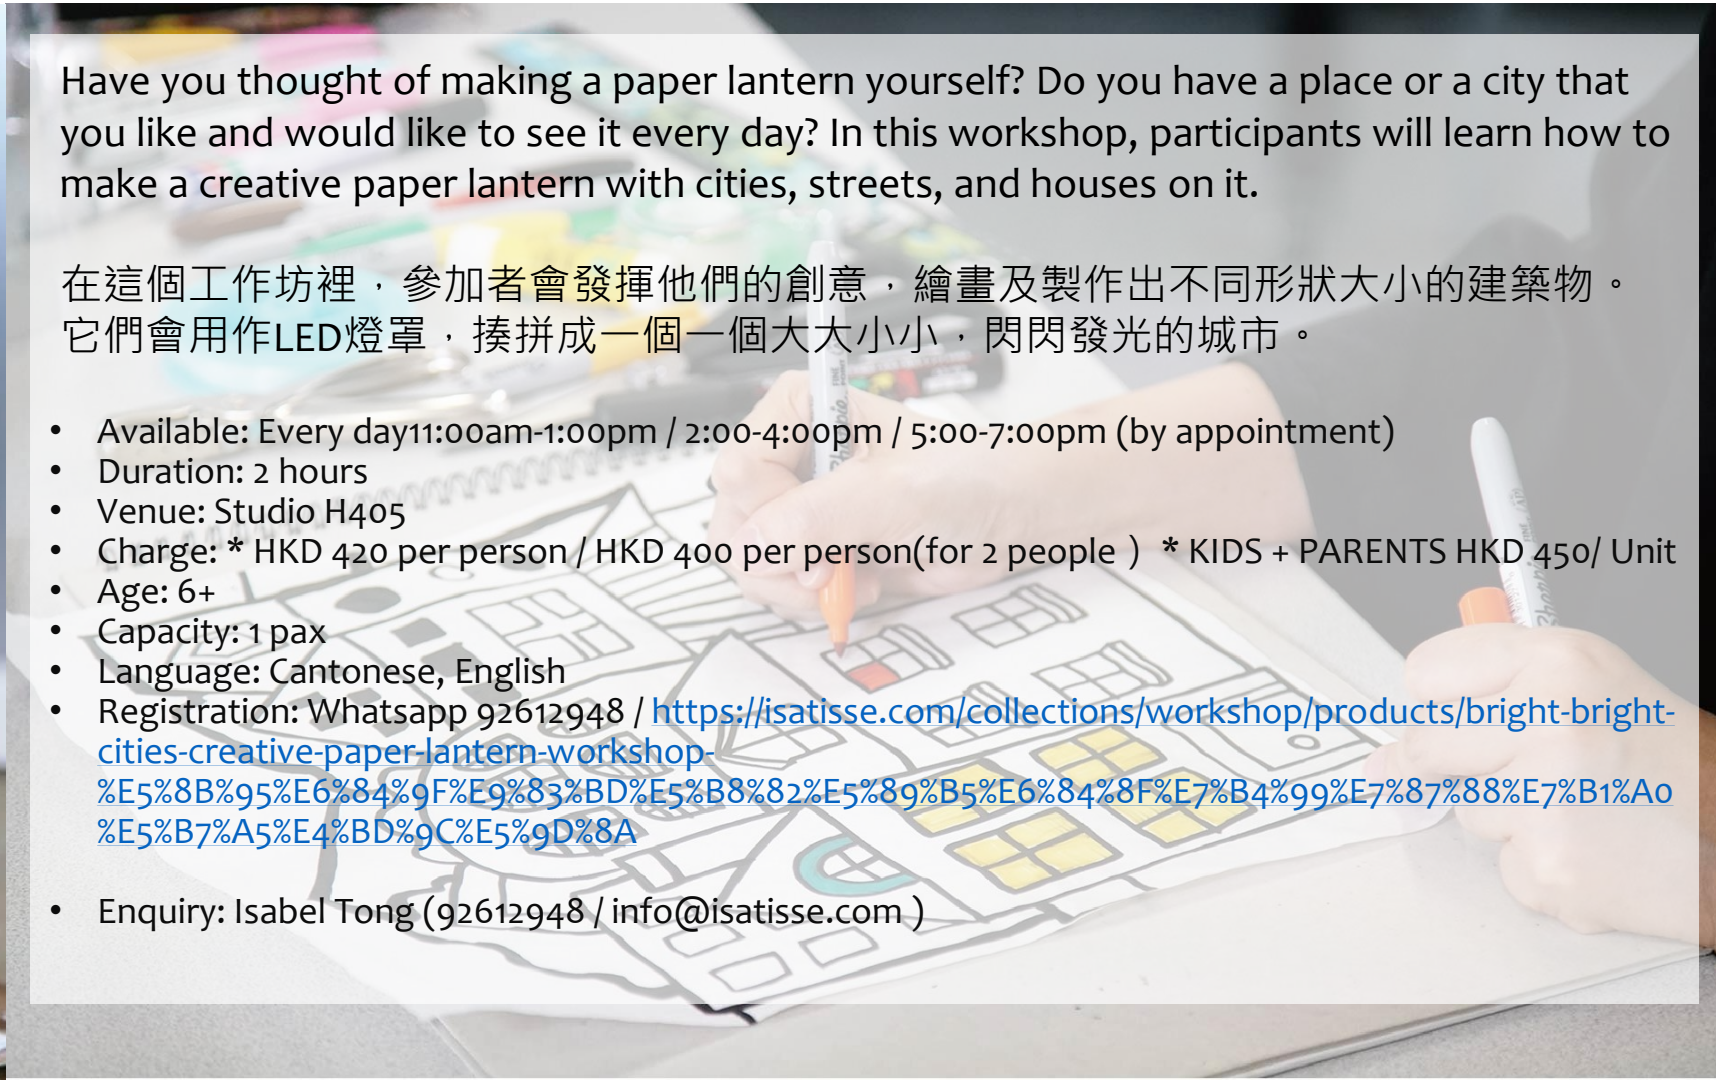 Have you thought of making a paper lantern yourself? Do you have a place or a city that
you like and would like to see it every day? In this workshop, participants will learn how to
make a creative paper lantern with cities, streets, and houses on it.
在這個工作坊裡，參加者會發揮他們的創意，繪畫及製作出不同形狀大小的建築物。
它們會用作LED燈罩，揍拼成一個一個大大小小，閃閃發光的城市。
• Available: Every day11:00am-1:00pm / 2:00-4:00pm / 5:00-7:00pm (by appointment)
• Duration: 2 hours
• Venue: Studio H405
• Charge: * HKD 420 per person / HKD 400 per person(for 2 people ) * KIDS + PARENTS HKD 450/ Unit
• Age: 6+
• Capacity: 1 pax
• Language: Cantonese, English
• Registration: Whatsapp 92612948 / https://isatisse.com/collections/workshop/products/bright-bright-
cities-creative-paper-lantern-workshop-
%E5%8B%95%E6%84%9F%E9%83%BD%E5%B8%82%E5%89%B5%E6%84%8F%E7%B4%99%E7%87%88%E7%B1%A0
%E5%B7%A5%E4%BD%9C%E5%9D%8A
• Enquiry: Isabel Tong (92612948 / info@isatisse.com )
Sharpie
Sharpie